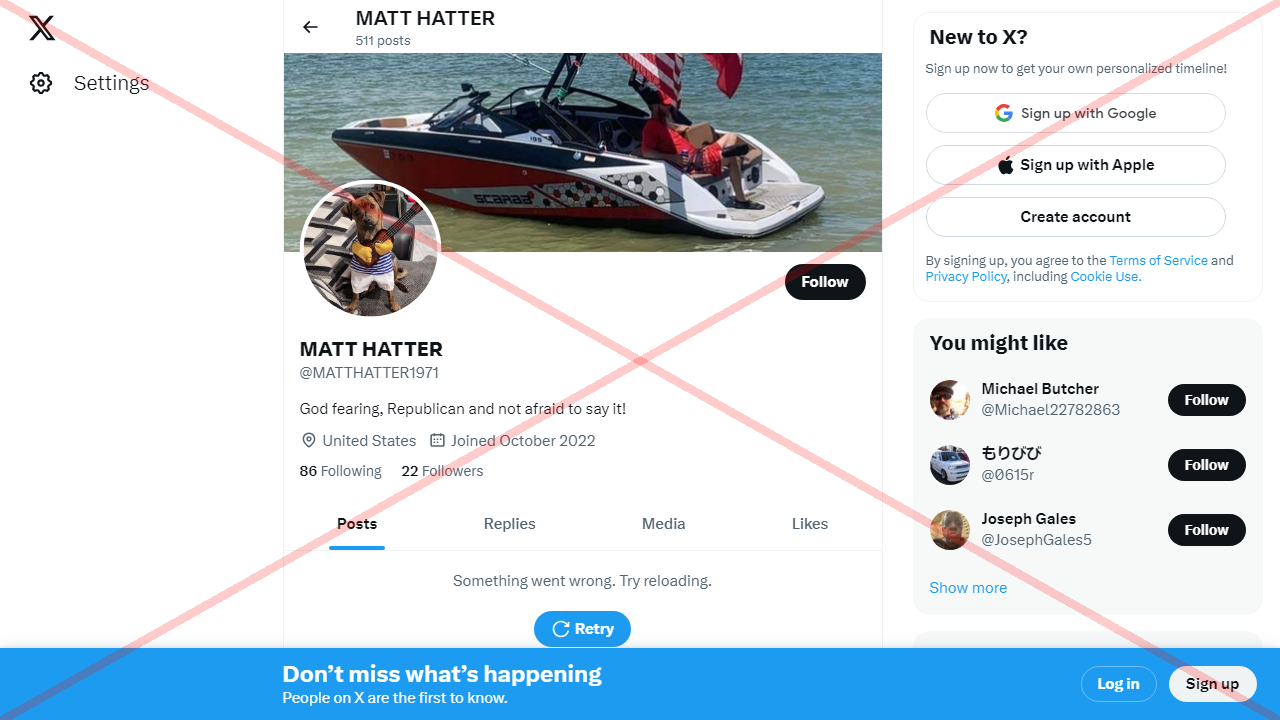 MATT HATTER
511 posts
Settings
SCARAB
Follow
MATT HATTER
@MATTHATTER1971
God fearing, Republican and not afraid to say it!
United States Joined October 2022
86 Following 22 Followers
Posts Replies Media Likes
Something went wrong. Try reloading.
Retry
New to X?
Sign up now to get your own personalized timeline!
Sign up with Google
Sign up with Apple
Create account
By signing up, you agree to the Terms of Service and
Privacy Policy, including Cookie Use.
You might like
Michael Butcher
@Michael22782863
Follow
もりびび
@0615r
Follow
Joseph Gales
@JosephGales5
Follow
Show more
Don’t miss what’s happening
People on X are the first to know.
Log in Sign up